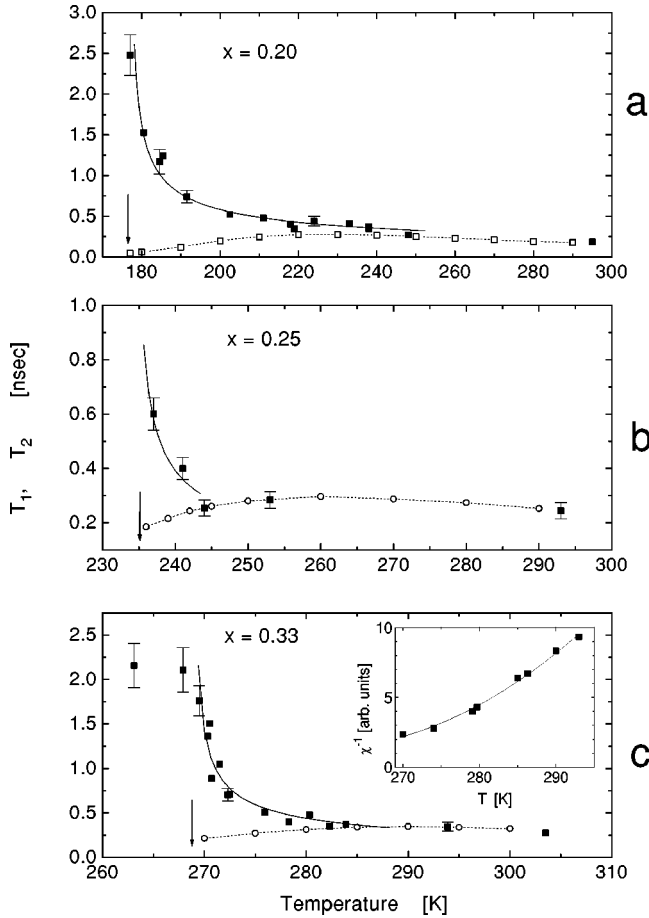 3.0
2.5
2.0
1.5
1.0
0.5
0.0
x = 0.20
a
180 200 220 240 260 280 300
1.0
0.8
0.6
0.4
0.2
x = 0.25
b
230 240 250 260 270 280 290 300
T₁, T₂ [nsec]
2.5
2.0
1.5
1.0
0.5
0.0
x = 0.33
c
10
5
0
χ⁻¹ [arb. units]
270 280 290
T [K]
260 270 280 290 300 310
Temperature [K]